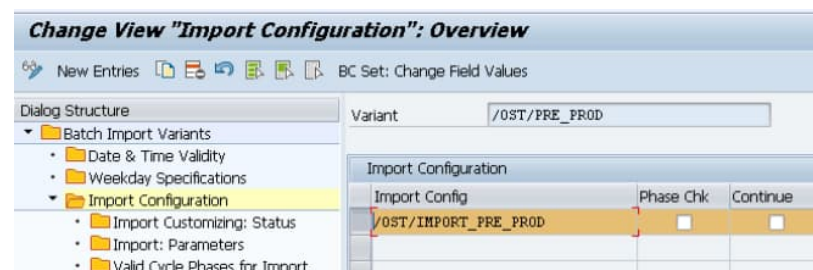 Change View "Import Configuration": Overview
New Entries BC Set: Change Field Values
Dialog Structure
Batch Import Variants
Date & Time Validity
Weekday Specifications
Import Configuration
Import Customizing: Status
Import: Parameters
Valid Cycle Phases for Import
Variant /OST/PRE_PROD
Import Configuration
Import Config Phase Chk Continue
/OST/IMPORT_PRE_PROD